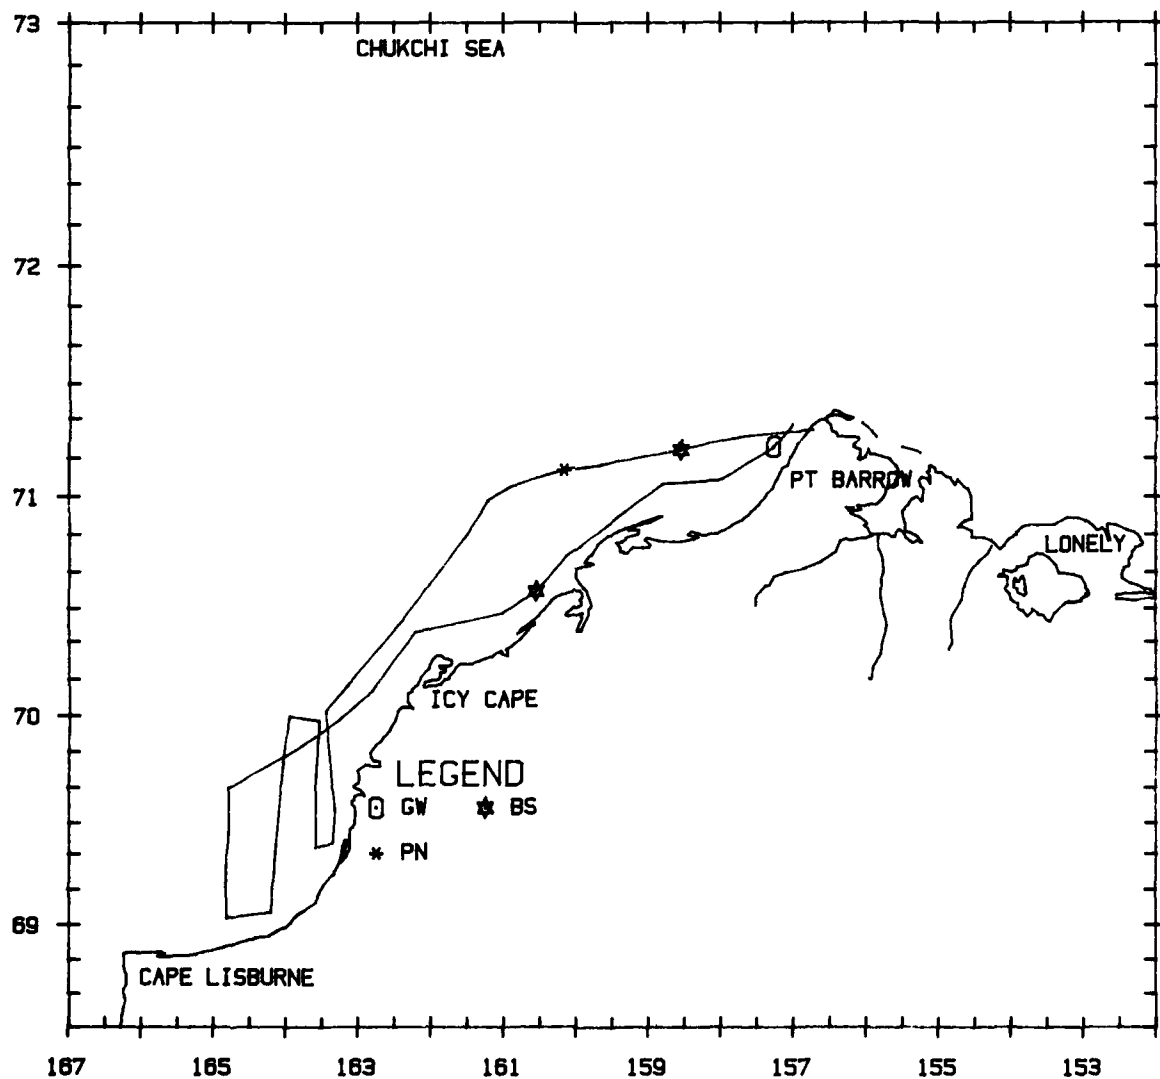 73
CHUKCHI SEA
72
71
PT BARROW
LONELY
70
ICY CAPE
LEGEND
GW BS
PN
69
CAPE LISBURNE
167 165 163 161 159 157 155 153